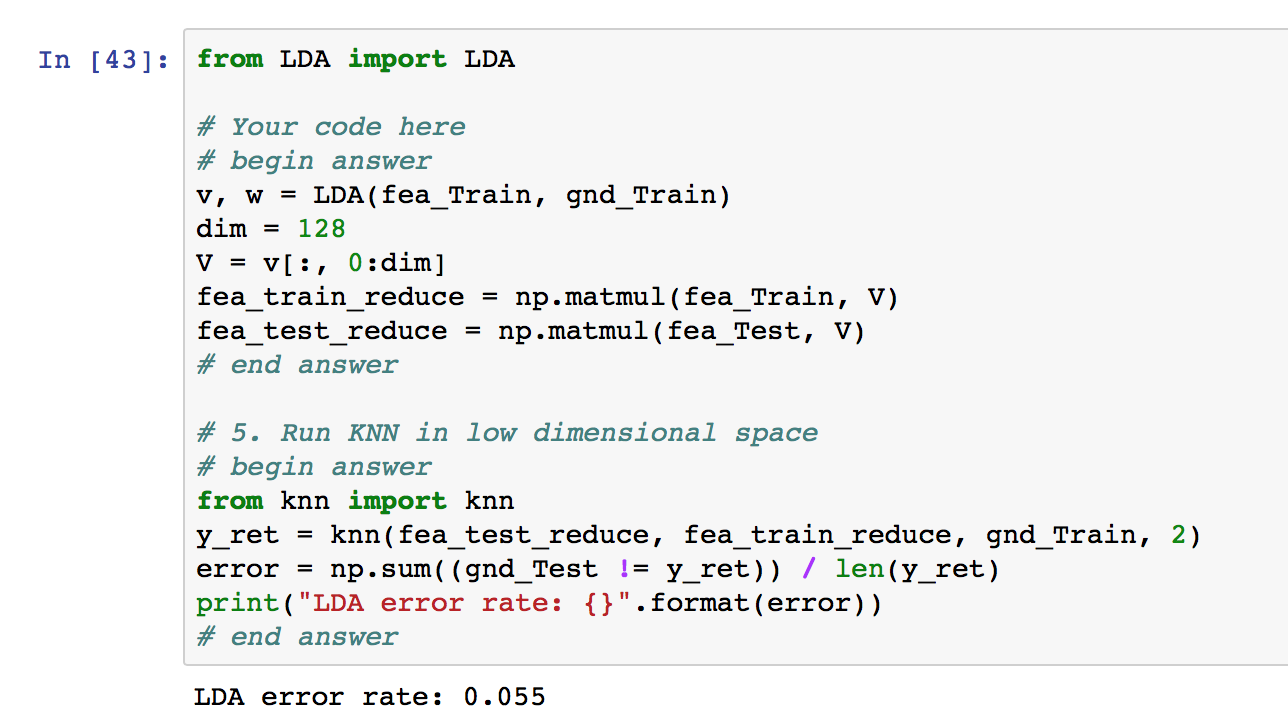 In [43]:
from LDA import LDA
# Your code here
# begin answer
v, w = LDA(fea_Train, gnd_Train)
dim = 128
V = v[:, 0:dim]
fea_train_reduce = np.matmul(fea_Train, V)
fea_test_reduce = np.matmul(fea_Test, V)
# end answer
# 5. Run KNN in low dimensional space
# begin answer
from knn import knn
y_ret = knn(fea_test_reduce, fea_train_reduce, gnd_Train, 2)
error = np.sum((gnd_Test != y_ret)) / len(y_ret)
print("LDA error rate: {}".format(error))
# end answer
LDA error rate: 0.055